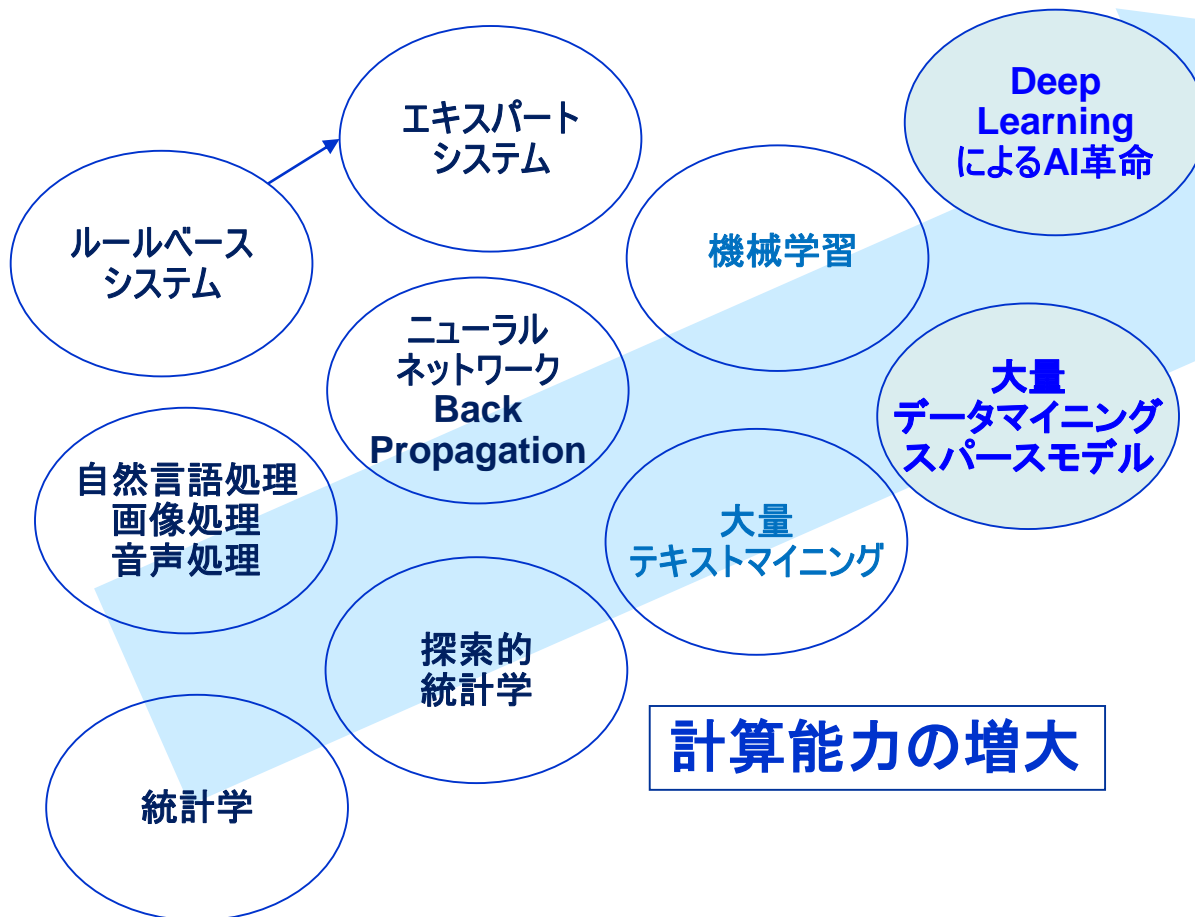 ルールベース
システム
エキスパート
システム
自然言語処理
画像処理
音声処理
ニューラル
ネットワーク
Back
Propagation
統計学
探索的
統計学
機械学習
大量
テキストマイニング
Deep
Learning
によるAI革命
大量
データマイニング
スパースモデル
計算能力の増大